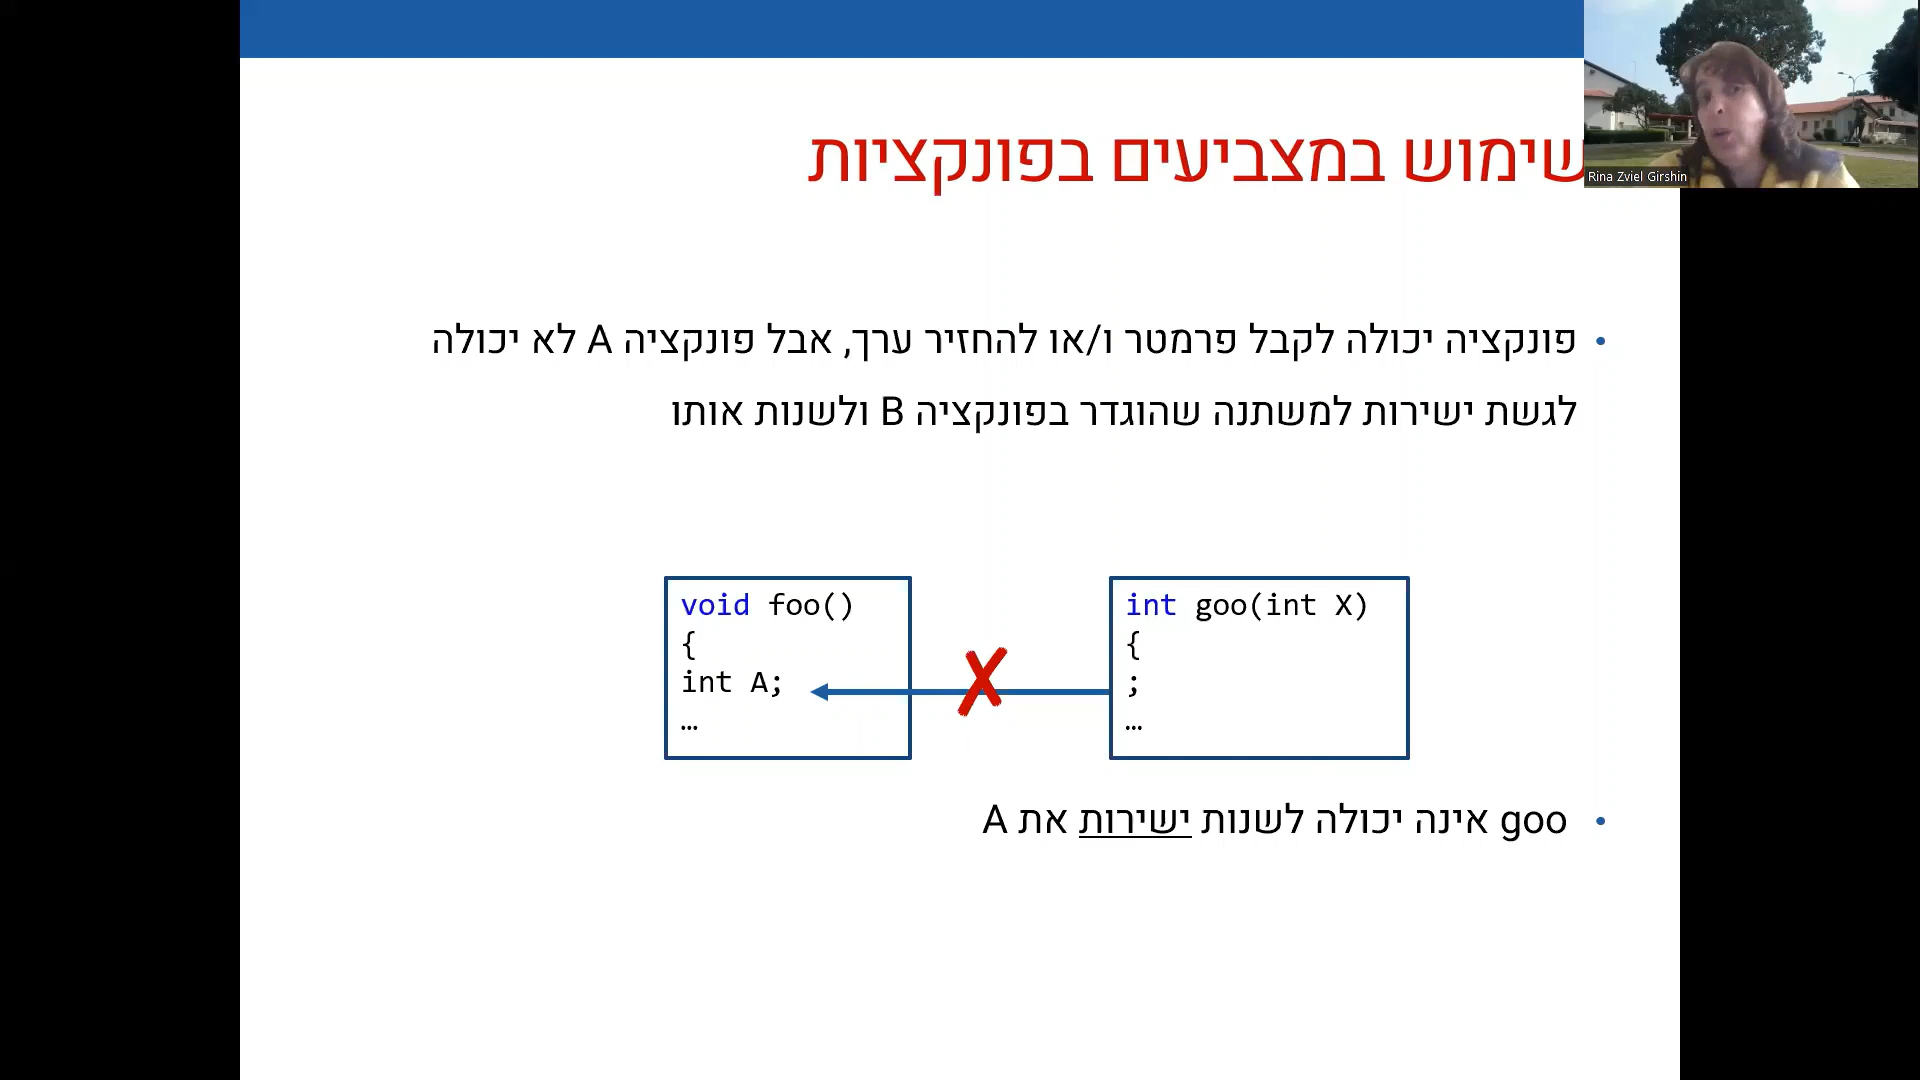 שימוש במצביעים בפונקציות
Rina Zviel Girshin
• פונקציה יכולה לקבל פרמטר ו/או להחזיר ערך, אבל פונקציה A לא יכולה
לגשת ישירות למשתנה שהוגדר בפונקציה B ולשנות אותו
void foo()
{
int A;
…
int goo(int X)
{
;
…
• goo אינה יכולה לשנות ישירות את A